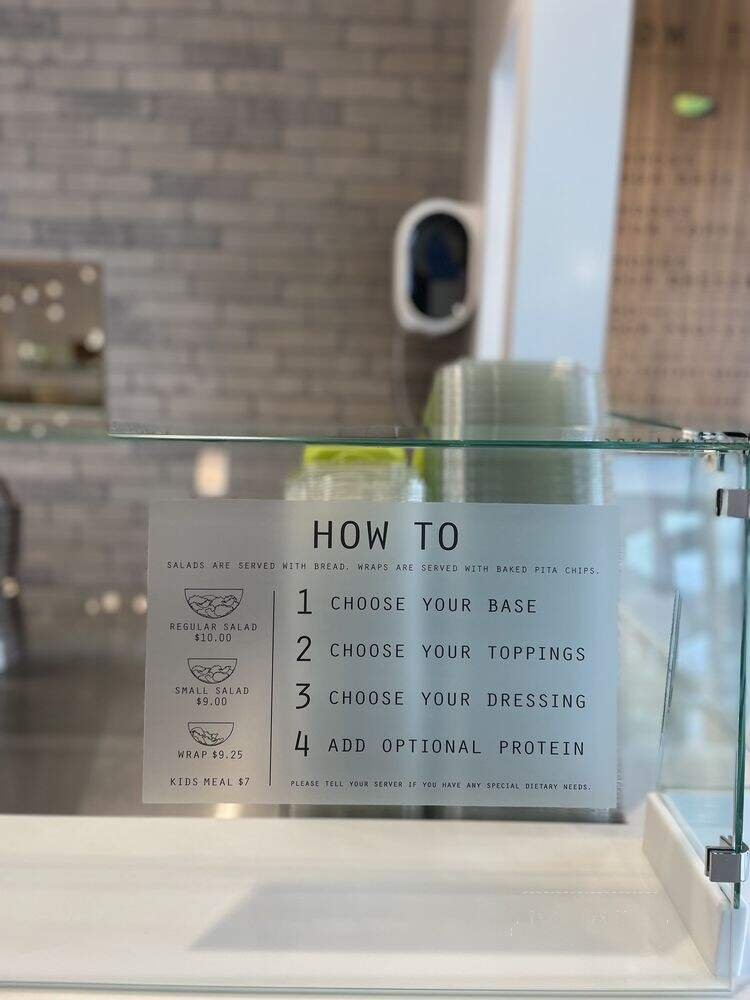 HOW TO
SALADS ARE SERVED WITH BREAD. WRAPS ARE SERVED WITH BAKED PITA CHIPS.
REGULAR SALAD
$10.00
SMALL SALAD
$9.00
WRAP $9.25
KIDS MEAL $7
1 CHOOSE YOUR BASE
2 CHOOSE YOUR TOPPINGS
3 CHOOSE YOUR DRESSING
4 ADD OPTIONAL PROTEIN
PLEASE TELL YOUR SERVER IF YOU HAVE ANY SPECIAL DIETARY NEEDS.